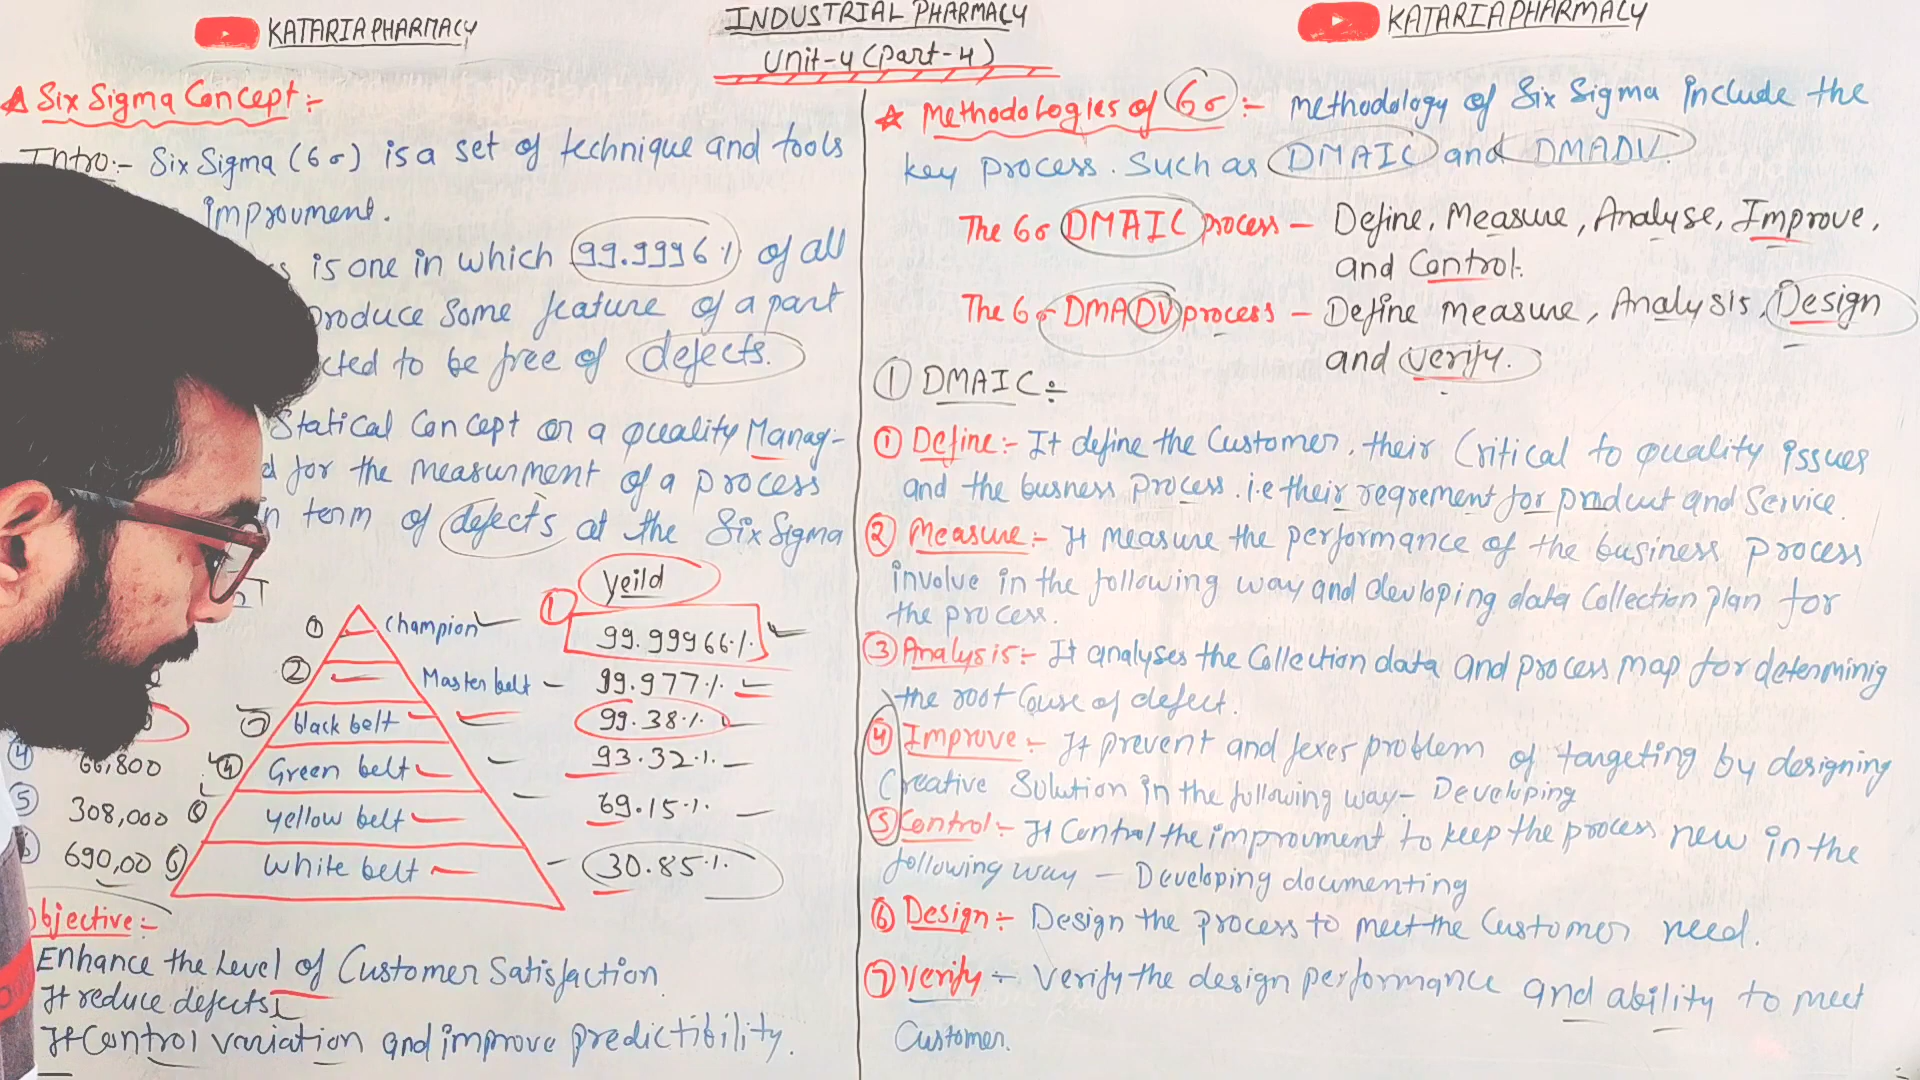 KATARIA PHARMACY
INDUSTRIAL PHARMACY
Unit-4 (Part-4)
KATARIA PHARMACY
Six Sigma Concept :-
Intro:- Six Sigma (6σ) is a set of technique and tools
improument.
is one in which 99.9996% of all
produce some feature of a part
cted to be free of defects.
Statical Concept or a quality Manag-
d for the measurment of a process
in term of defects at the Six Sigma
yeild
① Champion 99.99966%
② Master belt - 99.977%
black belt 99.38%
④ 66,800 ④ Green belt 93.32%
⑤ 308,000 yellow belt 69.15%
690,00 ⑥ White belt - 30.85%
Objective:-
Enhance the Level of Customer Satisfaction
It reduce defects
It Control variation and improve predictibility.
Methodologies of 6σ :- methodology of Six Sigma include the
key process. Such as DMAIC and DMADV.
The 6σ DMAIC process - Define, Measure, Analyse, Improve,
and Control.
The 6σ DMADV process - Define measure, Analysis, Design
and verify.
① DMAIC:-
① Define:- It define the Customer, their Critical to quality issues
and the busness process. i.e their reqrement for product and Service.
② Measure:- It measure the performance of the business process
involve in the following way and devloping data Collection plan for
the process.
③ Analysis:- It analyses the Collection data and process map for determinig
the root Cause of defect.
④ Improve:- It prevent and fexes problem of targeting by designing
Creative Solution in the following way- Developing
⑤ Control:- It Control the improvment to keep the process new in the
following way - Developing documenting
⑥ Design:- Design the process to meet the Customer need.
⑦ Verify :- Verify the design performance and ability to meet
Customer.